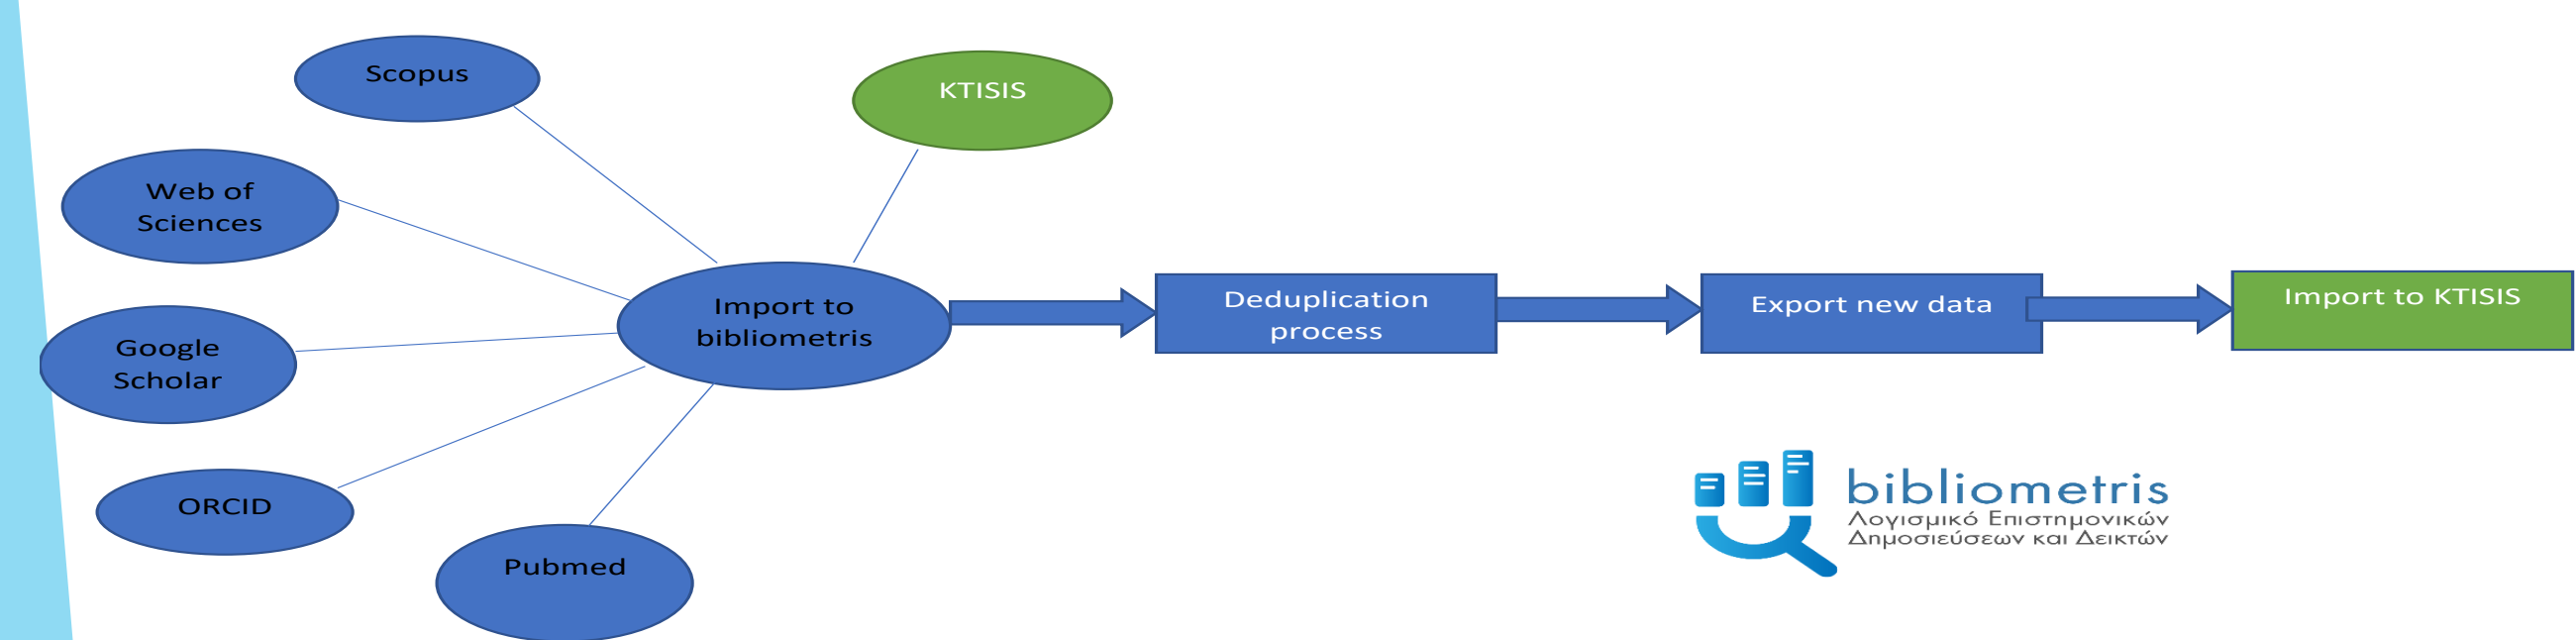 Scopus
KTISIS
Web of
Sciences
Google
Scholar
ORCID
Pubmed
Import to
bibliometris
Deduplication
process
Export new data
Import to KTISIS
bibliometris
Λογισμικό Επιστημονικών
Δημοσιεύσεων και Δεικτών